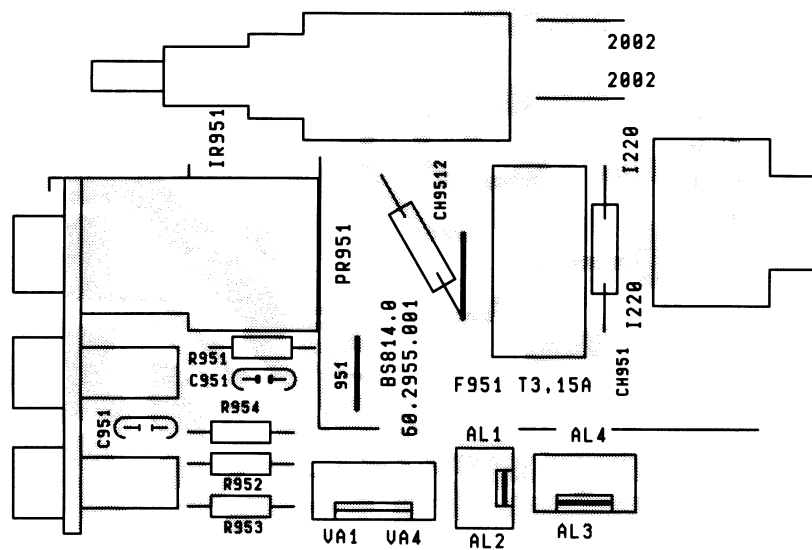 2002
2002
IR951
I220
CH9512
PR951
I220
BS814.0
60.2955.001
R951
C951
951
CH951
F951 T3,15A
R954
C951
AL1
AL4
R952
R953
VA1
VA4
AL2
AL3